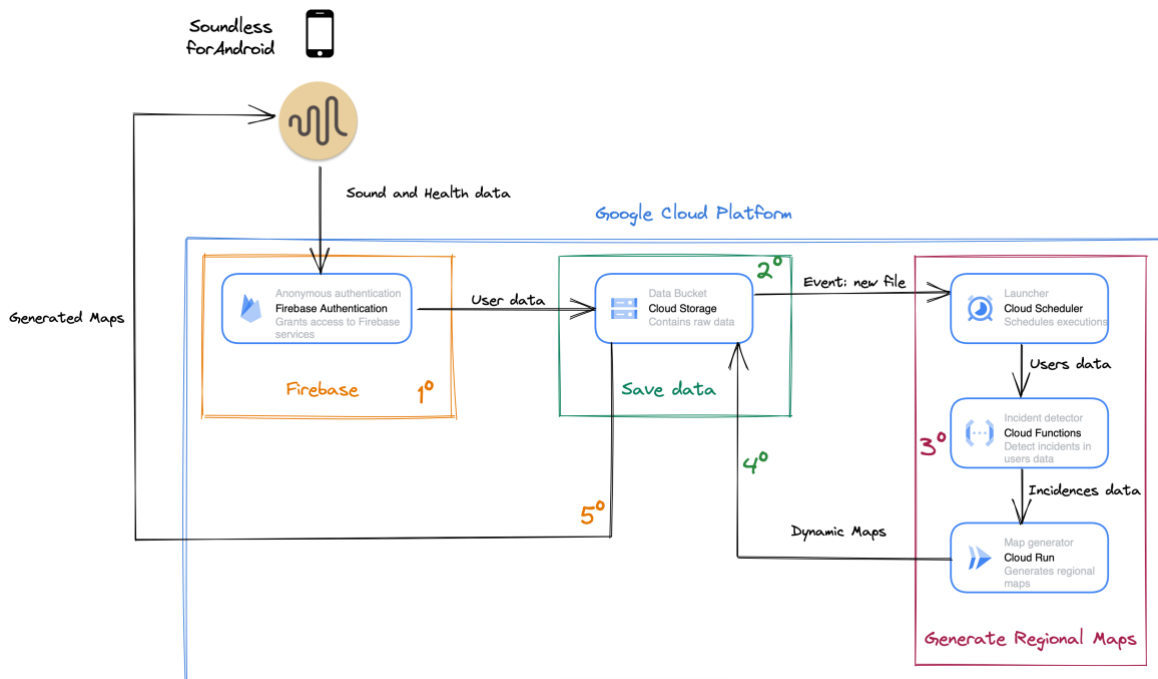 Soundless
forAndroid
Sound and Health data
Google Cloud Platform
Anonymous authentication
Firebase Authentication
Grants access to Firebase
services
Firebase
1º
User data
Data Bucket
Cloud Storage
Contains raw data
Save data
2º
Event: new file
Launcher
Cloud Scheduler
Schedules executions
Users data
Incident detector
Cloud Functions
Detect incidents in
users data
3º
Incidences data
Map generator
Cloud Run
Generates regional
maps
Generate Regional Maps
Dynamic Maps
4º
5º
Generated Maps